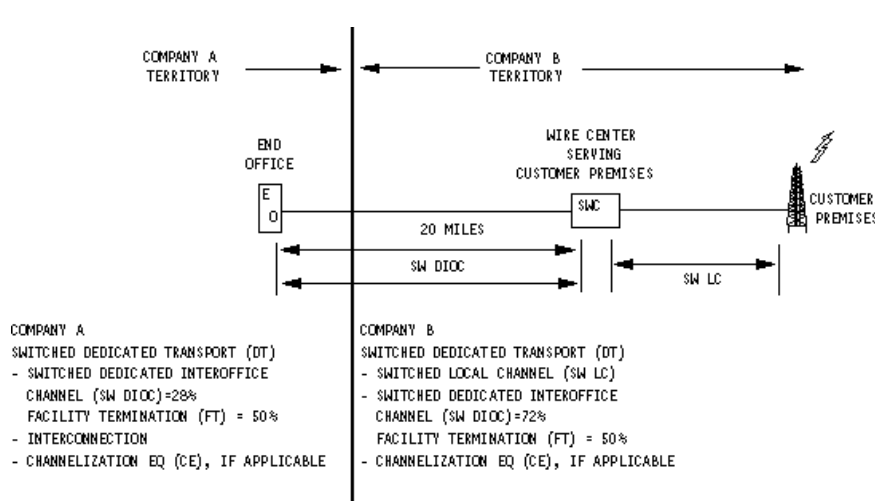 COMPANY A
TERRITORY
COMPANY B
TERRITORY
END
OFFICE
WIRE CENTER
SERVING
CUSTOMER PREMISES
E
O
SWC
CUSTOMER
PREMISES
20 MILES
SW DIOC
SW LC
COMPANY A
SWITCHED DEDICATED TRANSPORT (DT)
- SWITCHED DEDICATED INTEROFFICE
CHANNEL (SW DIOC)=28%
FACILITY TERMINATION (FT) = 50%
- INTERCONNECTION
- CHANNELIZATION EQ (CE), IF APPLICABLE
COMPANY B
SWITCHED DEDICATED TRANSPORT (DT)
- SWITCHED LOCAL CHANNEL (SW LC)
- SWITCHED DEDICATED INTEROFFICE
CHANNEL (SW DIOC)=72%
FACILITY TERMINATION (FT) = 50%
- CHANNELIZATION EQ (CE), IF APPLICABLE